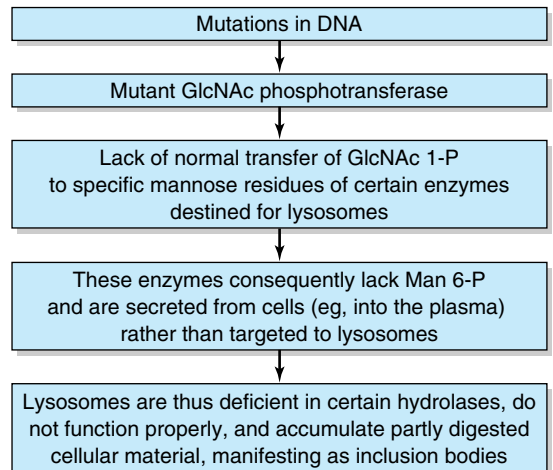 Mutations in DNA
Mutant GlcNAc phosphotransferase
Lack of normal transfer of GlcNAc 1-P
to specific mannose residues of certain enzymes
destined for lysosomes
These enzymes consequently lack Man 6-P
and are secreted from cells (eg, into the plasma)
rather than targeted to lysosomes
Lysosomes are thus deficient in certain hydrolases, do
not function properly, and accumulate partly digested
cellular material, manifesting as inclusion bodies